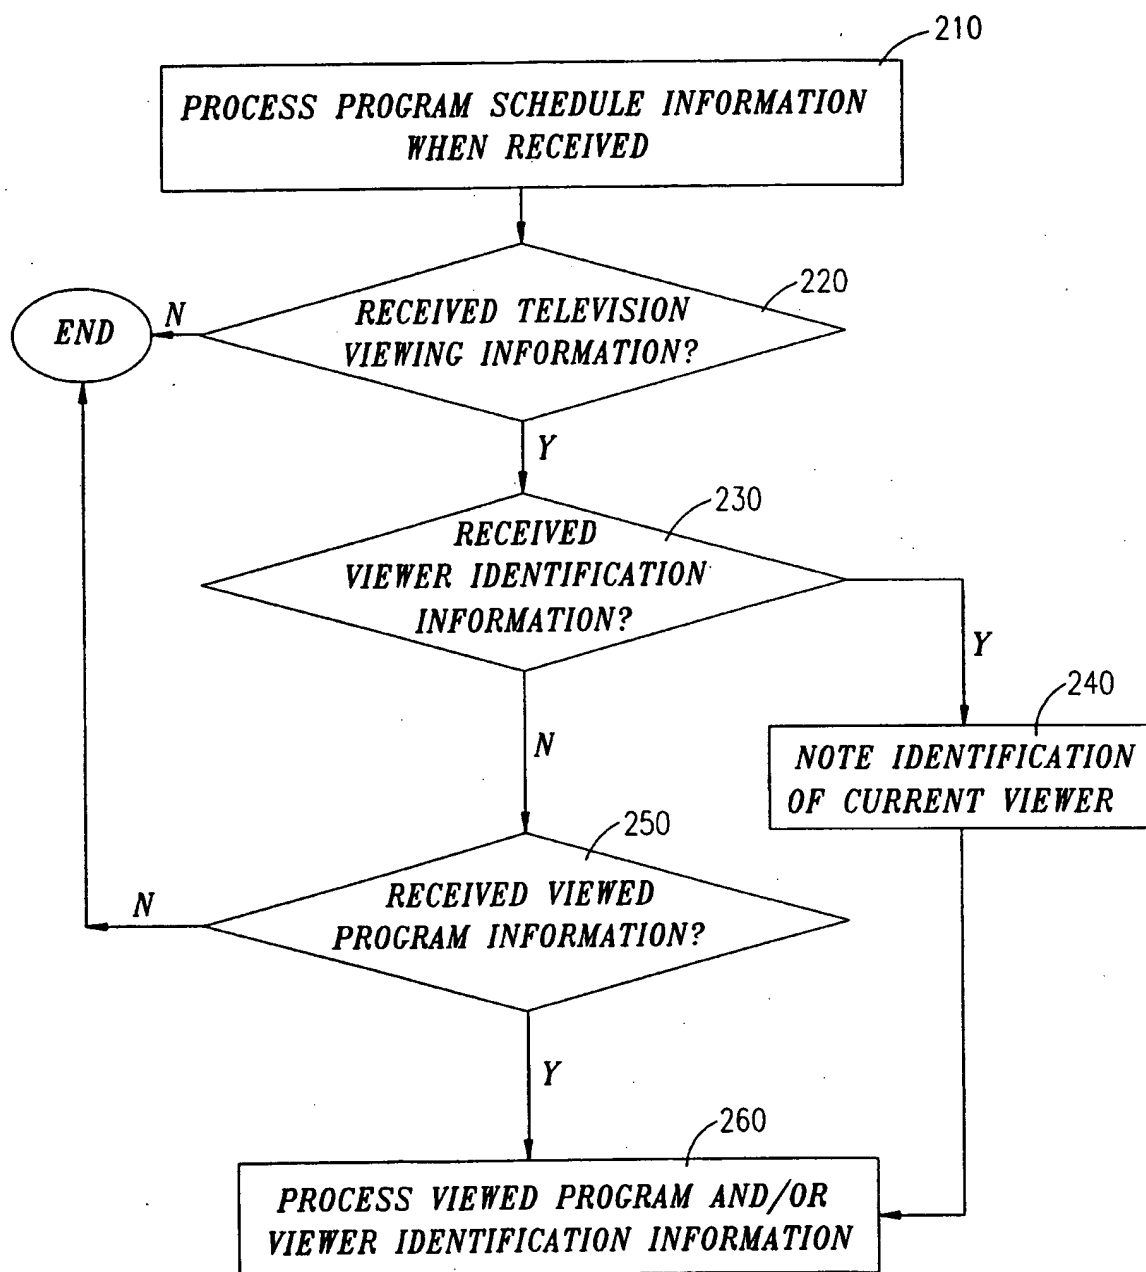 210
PROCESS PROGRAM SCHEDULE INFORMATION
WHEN RECEIVED
220
RECEIVED TELEVISION
VIEWING INFORMATION?
N
END
Y
230
RECEIVED
VIEWER IDENTIFICATION
INFORMATION?
Y
240
NOTE IDENTIFICATION
OF CURRENT VIEWER
N
250
RECEIVED VIEWED
PROGRAM INFORMATION?
N
Y
260
PROCESS VIEWED PROGRAM AND/OR
VIEWER IDENTIFICATION INFORMATION